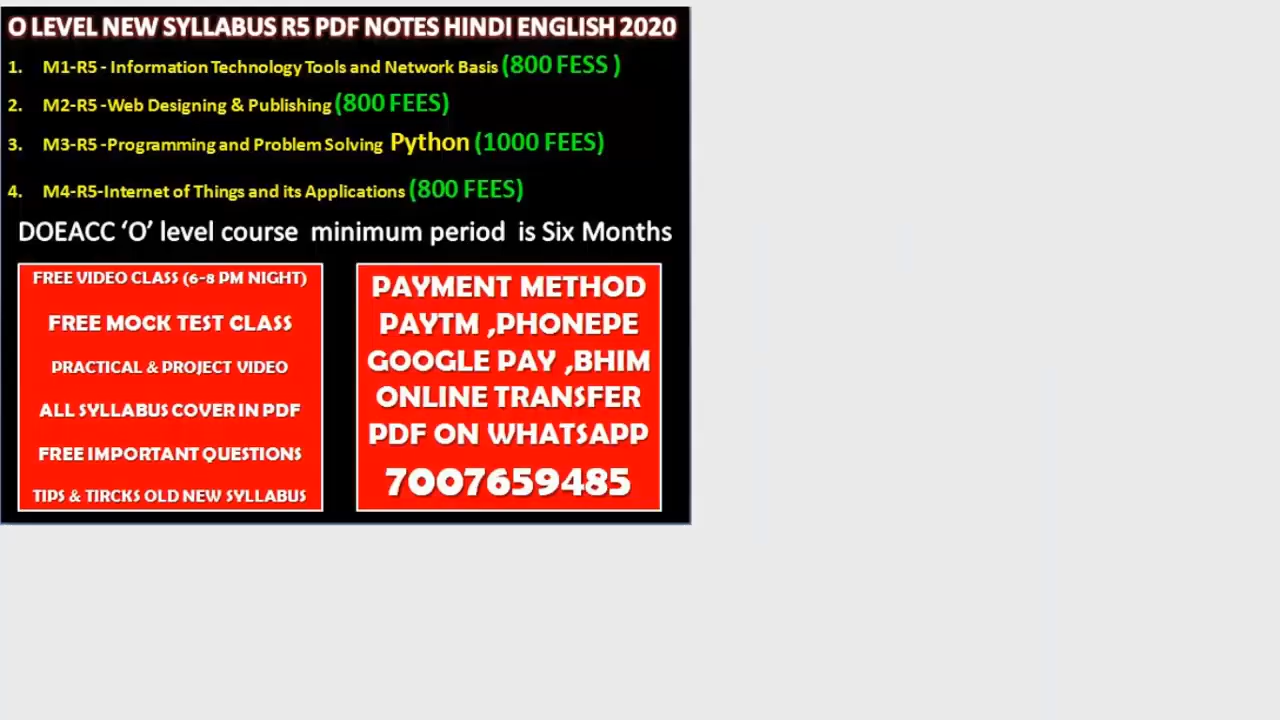 O LEVEL NEW SYLLABUS R5 PDF NOTES HINDI ENGLISH 2020
1. M1-R5 - Information Technology Tools and Network Basis (800 FESS )
2. M2-R5 -Web Designing & Publishing (800 FEES)
3. M3-R5 -Programming and Problem Solving Python (1000 FEES)
4. M4-R5-Internet of Things and its Applications (800 FEES)
DOEACC ‘O’ level course minimum period is Six Months
FREE VIDEO CLASS (6-8 PM NIGHT)
FREE MOCK TEST CLASS
PRACTICAL & PROJECT VIDEO
ALL SYLLABUS COVER IN PDF
FREE IMPORTANT QUESTIONS
TIPS & TIRCKS OLD NEW SYLLABUS
PAYMENT METHOD
PAYTM ,PHONEPE
GOOGLE PAY ,BHIM
ONLINE TRANSFER
PDF ON WHATSAPP
7007659485